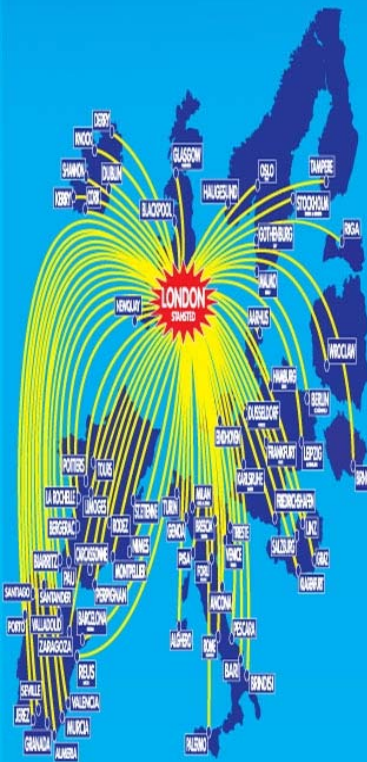 DERRY
KNOCK
SHANNON
DUBLIN
KERRY
CORK
GLASGOW
BLACKPOOL
HAUGESUND
OSLO
TAMPERE
STOCKHOLM
GOTHENBURG
RIGA
MALMO
LONDON
STANSTED
NEWQUAY
AARHUS
WROCLAW
HAMBURG
BERLIN
DUSSELDORF
EINDHOVEN
FRANKFURT
LEIPZIG
KARLSRUHE
BRN
POITIERS
TOURS
LA ROCHELLE
LIMOGES
ST.ETIENNE
BERGERAC
RODEZ
NIMES
BIARRITZ
CARCASSONNE
MONTPELLIER
PAU
PERPIGNAN
TURIN
MILAN
GENOA
BRESCIA
TRIESTE
VENICE
PISA
FORLI
FRIEDRICHSHAFEN
LINZ
SALZBURG
GRAZ
KLAGENFURT
ANCONA
PESCARA
ALGHERO
ROME
BARI
BRINDISI
PALERMO
SANTIAGO
SANTANDER
PORTO
VALLADOLID
BARCELONA
ZARAGOZA
REUS
SEVILLE
VALENCIA
JEREZ
MURCIA
GRANADA
ALMERIA